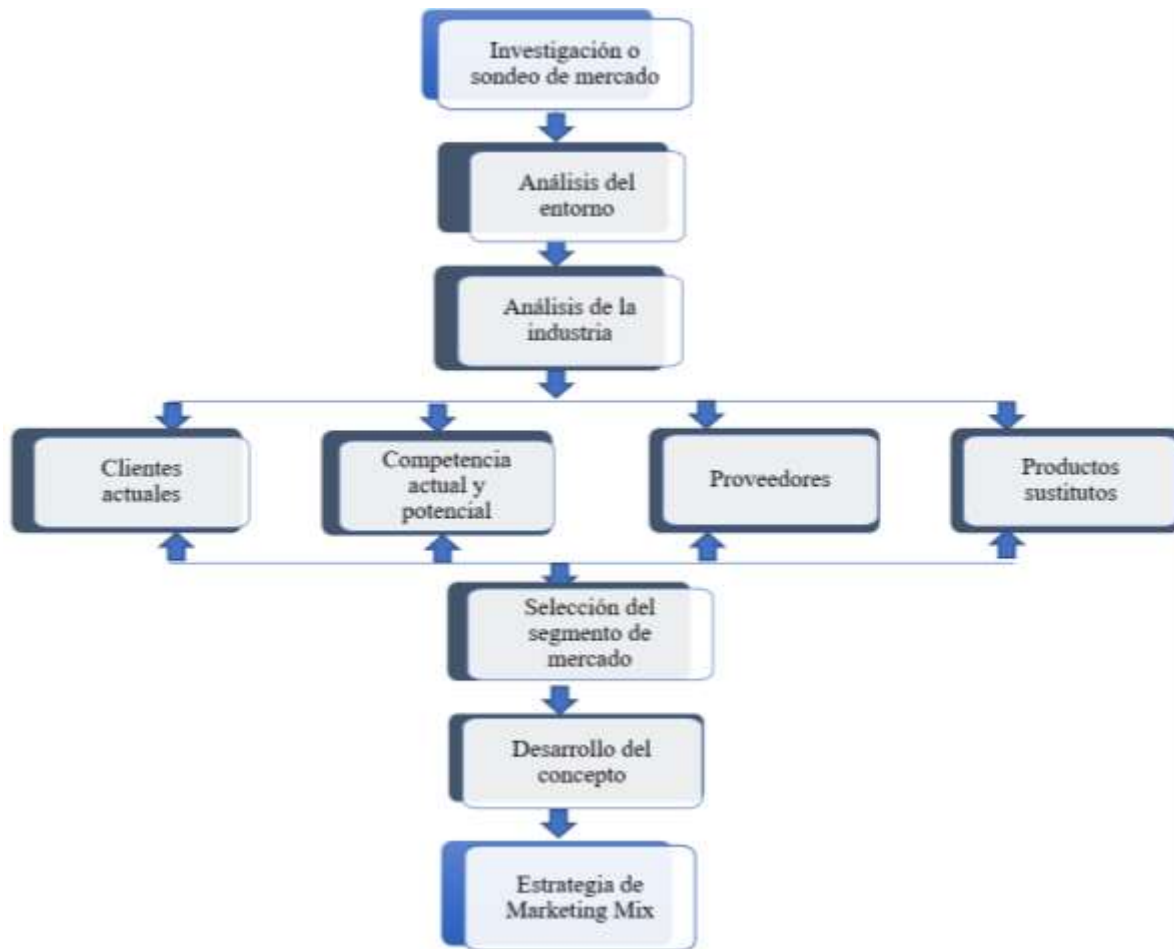 Investigación o
sondeo de mercado
Análisis del
entorno
Análisis de la
industria
Clientes
actuales
Competencia
actual y
potencial
Proveedores
Productos
sustitutos
Selección del
segmento de
mercado
Desarrollo del
concepto
Estrategia de
Marketing Mix